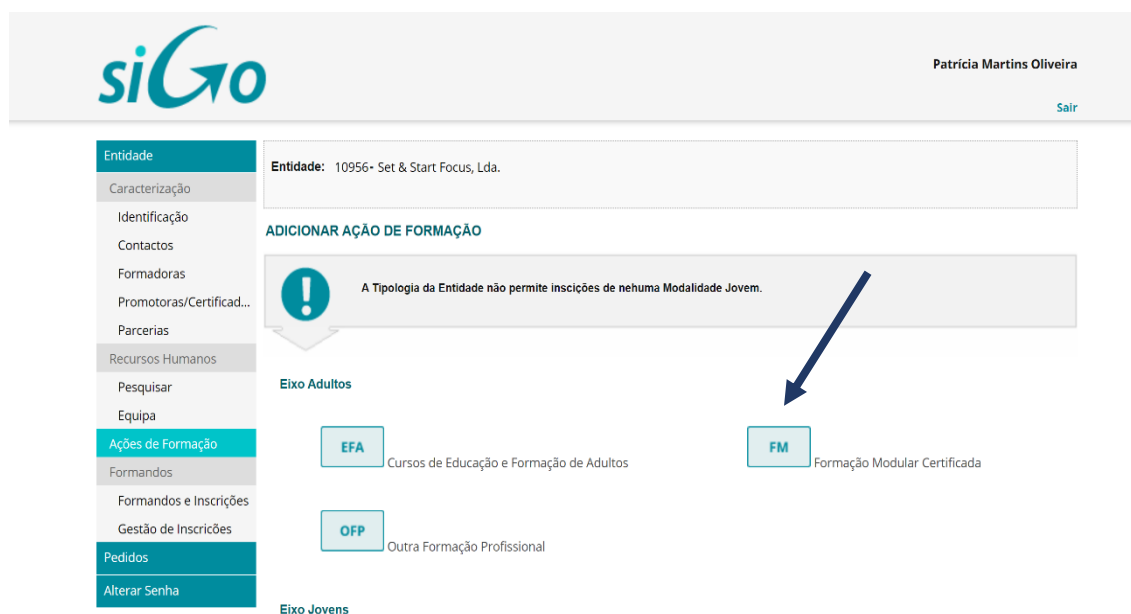 siGo
Patrícia Martins Oliveira
Sair
Entidade
Caracterização
Identificação
Contactos
Formadoras
Promotoras/Certificad...
Parcerias
Recursos Humanos
Pesquisar
Equipa
Ações de Formação
Formandos
Formandos e Inscrições
Gestão de Inscrições
Pedidos
Alterar Senha
Entidade: 10956- Set & Start Focus, Lda.
ADICIONAR AÇÃO DE FORMAÇÃO
A Tipologia da Entidade não permite inscições de nehuma Modalidade Jovem.
Eixo Adultos
EFA Cursos de Educação e Formação de Adultos
FM Formação Modular Certificada
OFP Outra Formação Profissional
Eixo Jovens